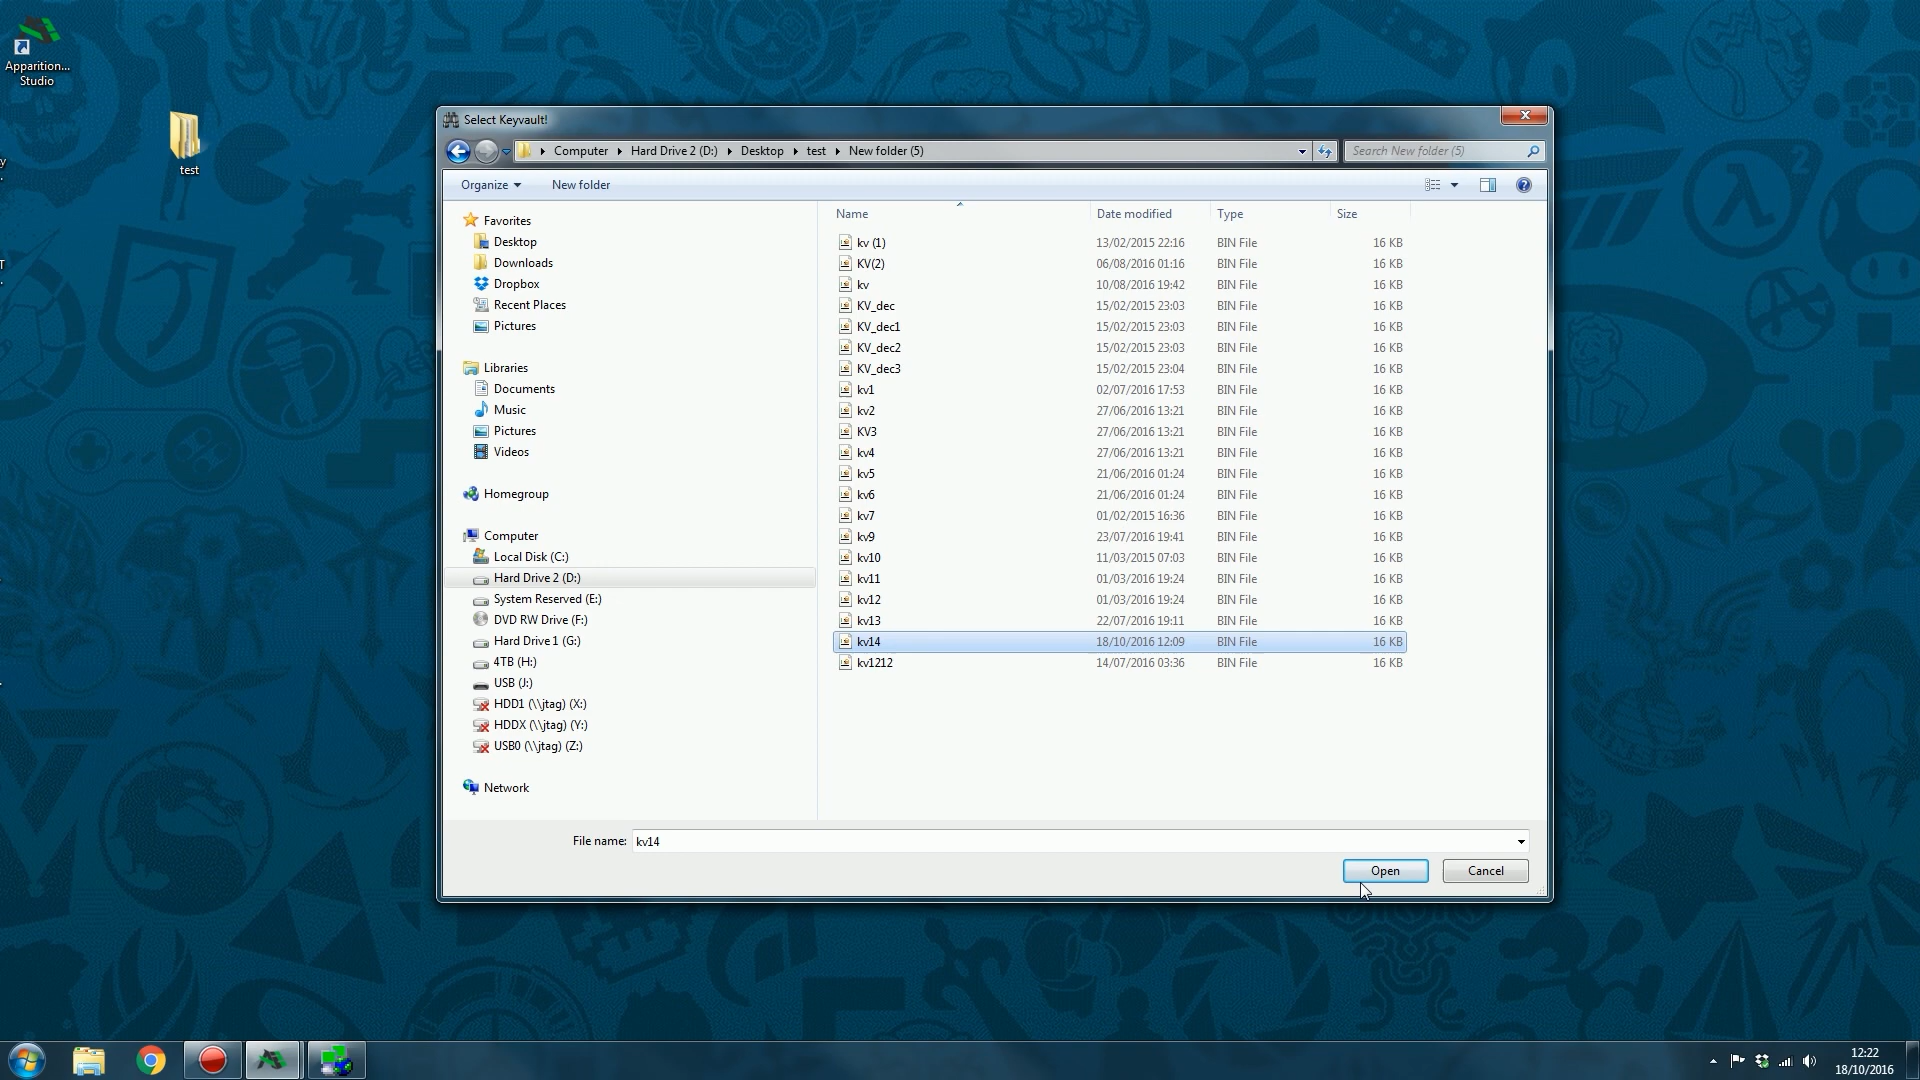 Apparition...
Studio
test
Select Keyvault!
Computer Hard Drive 2 (D:) Desktop test New folder (5)
Search New folder (5)
Organize New folder
Name Date modified Type Size
Favorites
Desktop
Downloads
Dropbox
Recent Places
Pictures
Libraries
Documents
Music
Pictures
Videos
Homegroup
Computer
Local Disk (C:)
Hard Drive 2 (D:)
System Reserved (E:)
DVD RW Drive (F:)
Hard Drive 1 (G:)
4TB (H:)
USB (J:)
HDD1 (\\jtag) (X:)
HDDX (\\jtag) (Y:)
USB0 (\\jtag) (Z:)
Network
kv (1) 13/02/2015 22:16 BIN File 16 KB
KV(2) 06/08/2016 01:16 BIN File 16 KB
kv 10/08/2016 19:42 BIN File 16 KB
KV_dec 15/02/2015 23:03 BIN File 16 KB
KV_dec1 15/02/2015 23:03 BIN File 16 KB
KV_dec2 15/02/2015 23:03 BIN File 16 KB
KV_dec3 15/02/2015 23:04 BIN File 16 KB
kv1 02/07/2016 17:53 BIN File 16 KB
kv2 27/06/2016 13:21 BIN File 16 KB
KV3 27/06/2016 13:21 BIN File 16 KB
kv4 27/06/2016 13:21 BIN File 16 KB
kv5 21/06/2016 01:24 BIN File 16 KB
kv6 21/06/2016 01:24 BIN File 16 KB
kv7 01/02/2015 16:36 BIN File 16 KB
kv9 23/07/2016 19:41 BIN File 16 KB
kv10 11/03/2015 07:03 BIN File 16 KB
kv11 01/03/2016 19:24 BIN File 16 KB
kv12 01/03/2016 19:24 BIN File 16 KB
kv13 22/07/2016 19:11 BIN File 16 KB
kv14 18/10/2016 12:09 BIN File 16 KB
kv1212 14/07/2016 03:36 BIN File 16 KB
File name: kv14
Open Cancel
12:22
18/10/2016